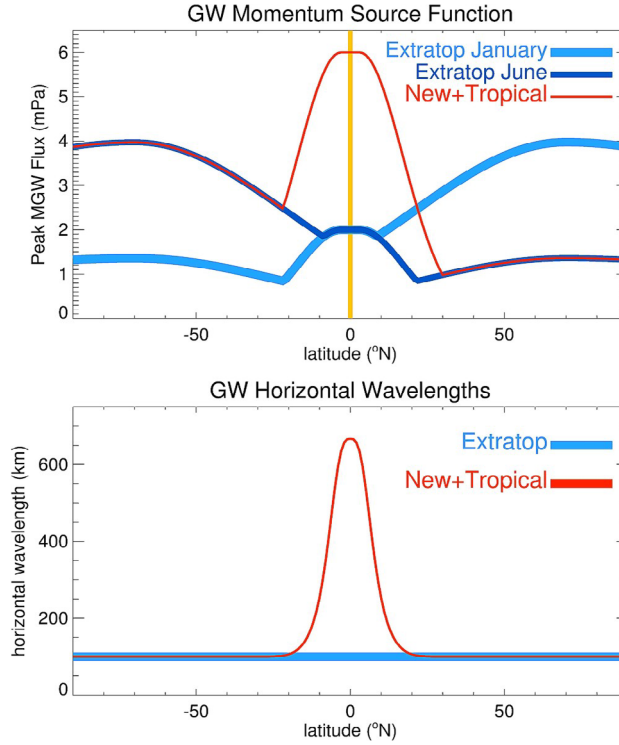 GW Momentum Source Function
Extratop January
Extratop June
New+Tropical
Peak MGW Flux (mPa)
6
5
4
3
2
1
0
-50 0 50
latitude (°N)
GW Horizontal Wavelengths
Extratop
New+Tropical
horizontal wavelength (km)
600
400
200
0
-50 0 50
latitude (°N)